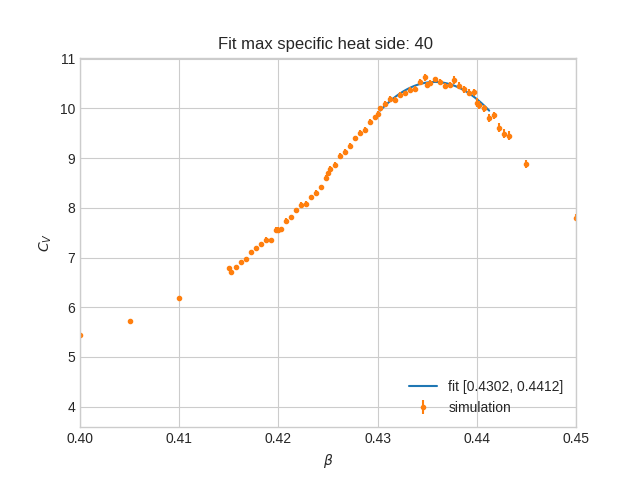 Fit max specific heat side: 40
11
10
9
8
7
6
5
4
C_V
fit [0.4302, 0.4412]
simulation
0.40 0.41 0.42 0.43 0.44 0.45
β